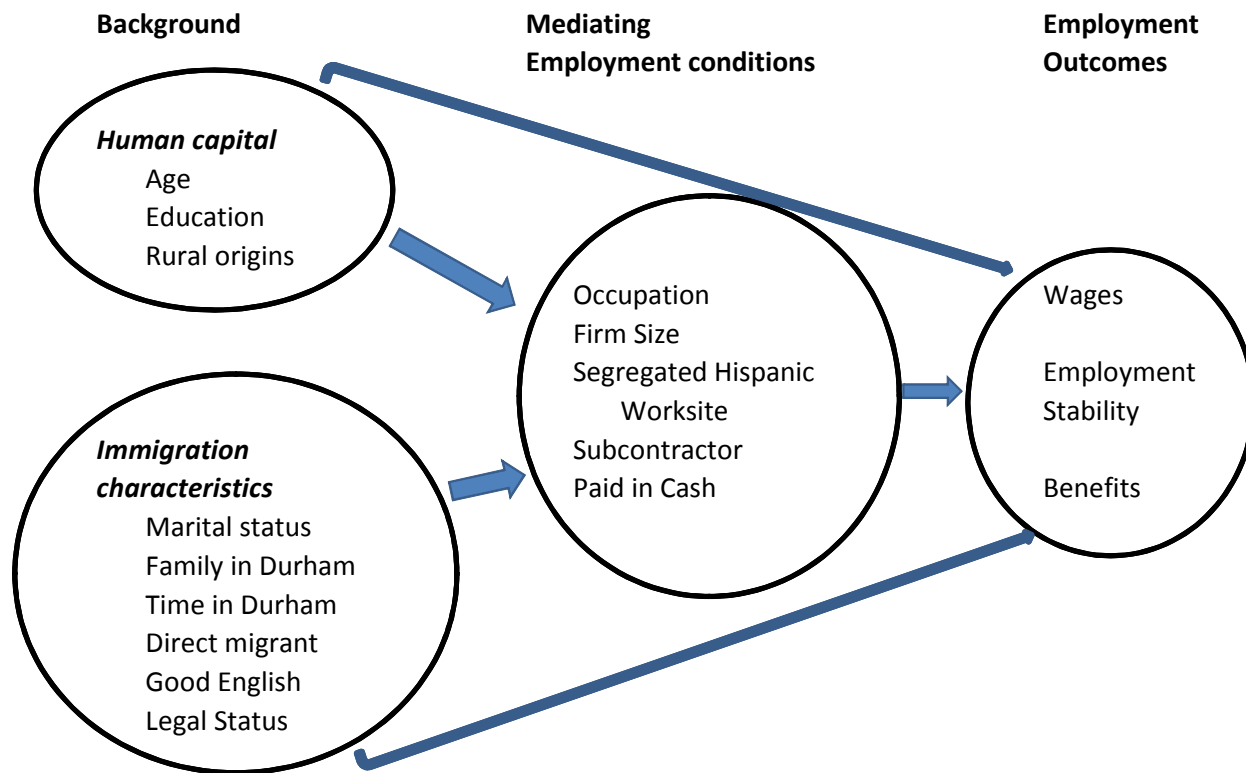 Background
Mediating
Employment conditions
Employment
Outcomes
Human capital
Age
Education
Rural origins
Immigration
characteristics
Marital status
Family in Durham
Time in Durham
Direct migrant
Good English
Legal Status
Occupation
Firm Size
Segregated Hispanic
Worksite
Subcontractor
Paid in Cash
Wages
Employment
Stability
Benefits